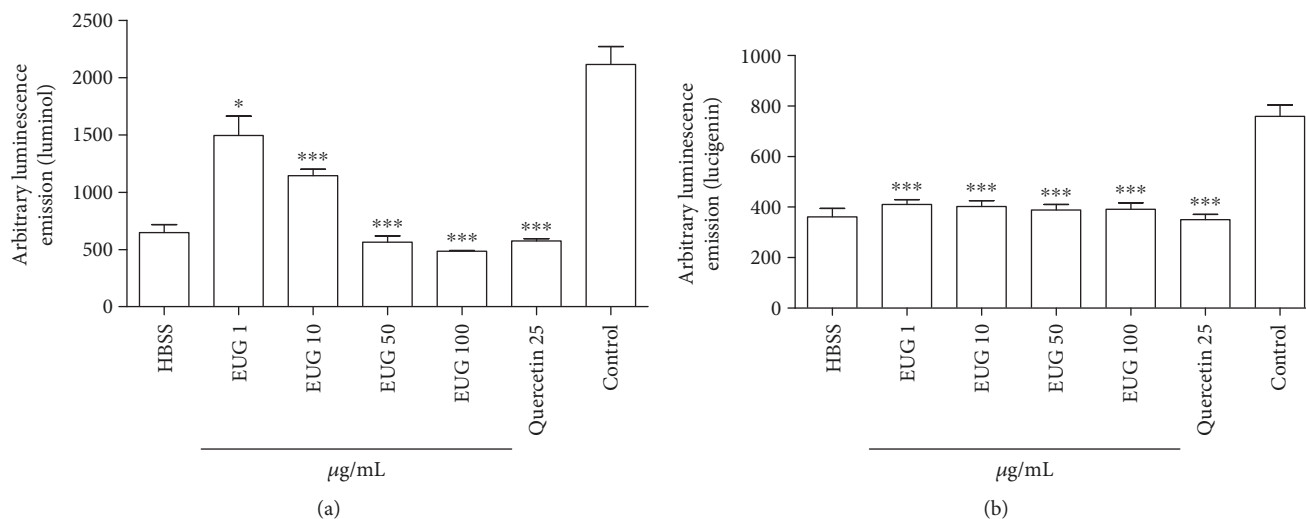 Arbitrary luminescence
emission (luminol)
2500
2000
1500
1000
500
0
*
***
***
***
***
HBSS
EUG 1
EUG 10
EUG 50
EUG 100
Quercetin 25
Control
μg/mL
(a)
Arbitrary luminescence
emission (lucigenin)
1000
800
600
400
200
0
***
***
***
***
***
HBSS
EUG 1
EUG 10
EUG 50
EUG 100
Quercetin 25
Control
μg/mL
(b)